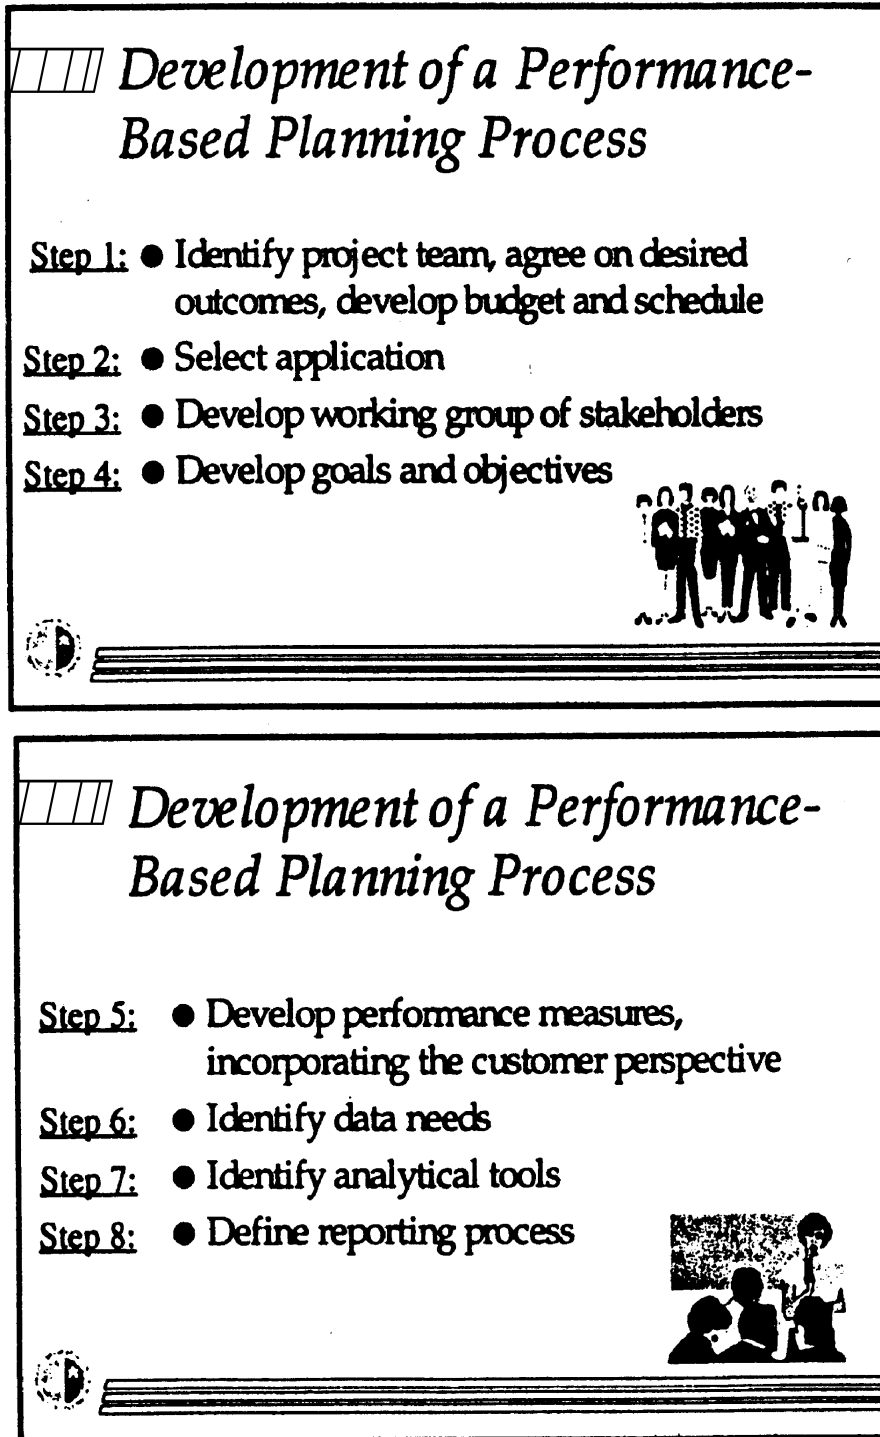 Development of a Performance-
Based Planning Process
Step 1: ● Identify project team, agree on desired
outcomes, develop budget and schedule
Step 2: ● Select application
Step 3: ● Develop working group of stakeholders
Step 4: ● Develop goals and objectives
Development of a Performance-
Based Planning Process
Step 5: ● Develop performance measures,
incorporating the customer perspective
Step 6: ● Identify data needs
Step 7: ● Identify analytical tools
Step 8: ● Define reporting process